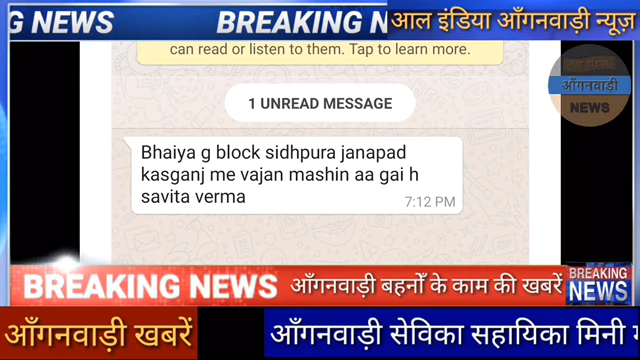 G NEWS
BREAKING N
आल इंडिया आँगनवाड़ी न्यूज़
can read or listen to them. Tap to learn more.
आँगनवाड़ी
NEWS
1 UNREAD MESSAGE
Bhaiya g block sidhpura janapad
kasganj me vajan mashin aa gai h
savita verma
7:12 PM
BREAKING NEWS
आँगनवाड़ी बहनोँ के काम की खबरें
BREAKING
NEWS
आँगनवाड़ी खबरें
आँगनवाड़ी सेविका सहायिका मिनी